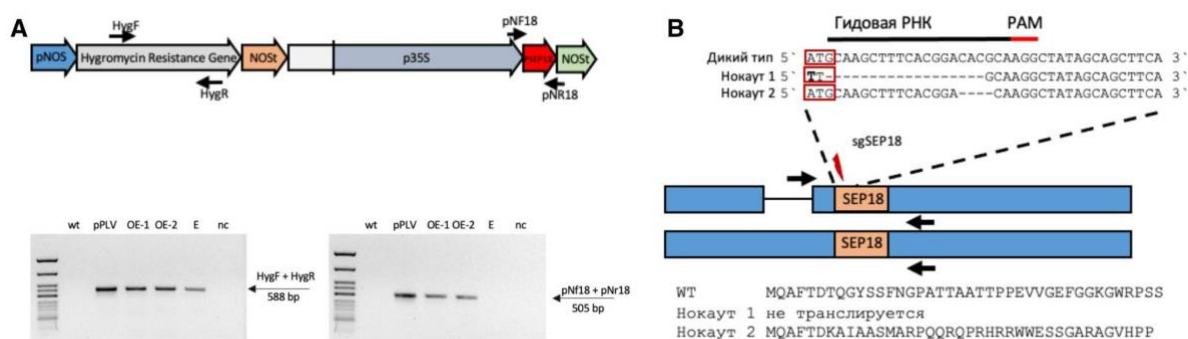 A
HygF
pNF18
pNOS
Hygromycin Resistance Gene
NOSt
p35S
NOSt
HygR
pNR18
wt pPLV OE-1 OE-2 E nc
HygF + HygR
588 bp
wt pPLV OE-1 OE-2 E nc
pNf18 + pNr18
505 bp
B
Гидовая РНК PAM
Дикий тип 5` ATGCAAGCTTTCACGGACACGCAAGGCTATAGCAGCTTCA 3`
Нокаут 1 5` TT----------------GCAAGGCTATAGCAGCTTCA 3`
Нокаут 2 5` ATGCAAGCTTTCACGGA----CAAGGCTATAGCAGCTTCA 3`
sgSEP18
SEP18
SEP18
WT MQAFTDTQGYSSFNGPATTAATTPPEVVGEFGGKGWRPSS
Нокаут 1 не транслируется
Нокаут 2 MQAFTDKAIAASMARPQQRQPRHRRWWESSGARAGVHPP